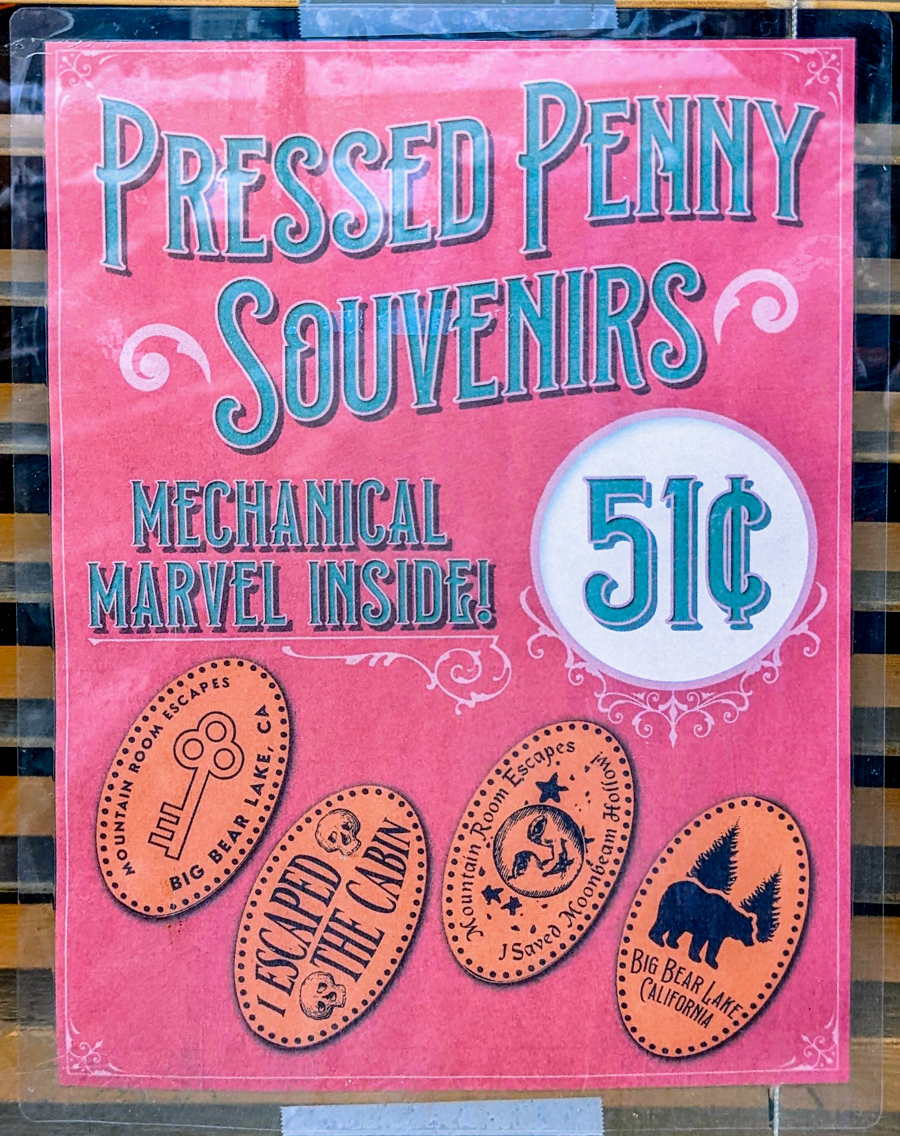 PRESSED PENNY
SOUVENIRS
MECHANICAL
MARVEL INSIDE!
51¢
MOUNTAIN ROOM ESCAPES
BIG BEAR LAKE, CA
I ESCAPED
THE CABIN
Mountain Room Escapes
I Saved Moonbeam Hollow!
BIG BEAR LAKE
CALIFORNIA